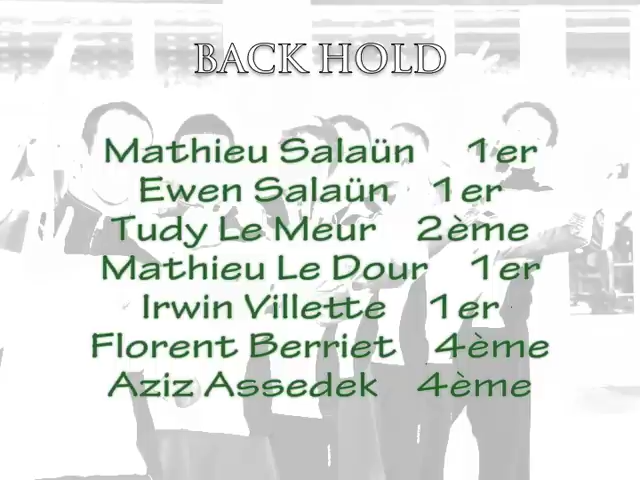 BACK HOLD
Mathieu Salaün 1er
Ewen Salaün 1er
Tudy Le Meur 2ème
Mathieu Le Dour 1er
Irwin Villette 1er
Florent Berriet 4ème
Aziz Assedek 4ème